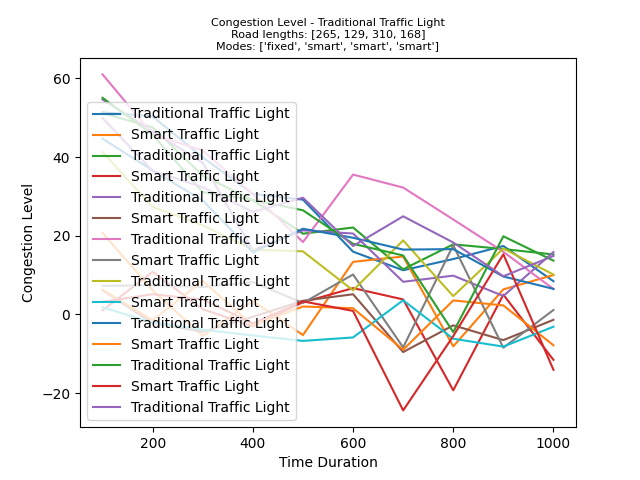 Congestion Level - Traditional Traffic Light
Road lengths: [265, 129, 310, 168]
Modes: ['fixed', 'smart', 'smart', 'smart']
Congestion Level
60
40
20
0
−20
Traditional Traffic Light
Smart Traffic Light
Traditional Traffic Light
Smart Traffic Light
Traditional Traffic Light
Smart Traffic Light
Traditional Traffic Light
Smart Traffic Light
Traditional Traffic Light
Smart Traffic Light
Traditional Traffic Light
Smart Traffic Light
Traditional Traffic Light
Smart Traffic Light
Traditional Traffic Light
200 400 600 800 1000
Time Duration